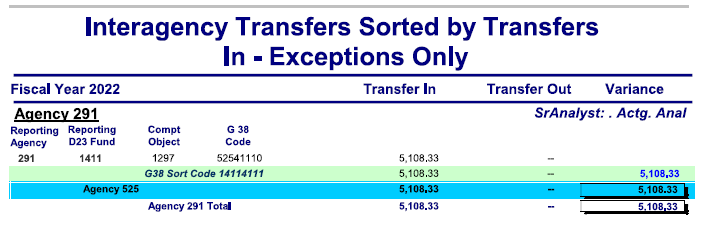 Interagency Transfers Sorted by Transfers
In - Exceptions Only
Fiscal Year 2022 Transfer In Transfer Out Variance
Agency 291 SrAnalyst: . Actg. Anal
Reporting Reporting Compt G 38
Agency D23 Fund Object Code
291 1411 1297 52541110 5,108.33 --
G38 Sort Code 14114111 5,108.33 -- 5,108.33
Agency 525 5,108.33 -- 5,108.33
Agency 291 Total 5,108.33 -- 5,108.33